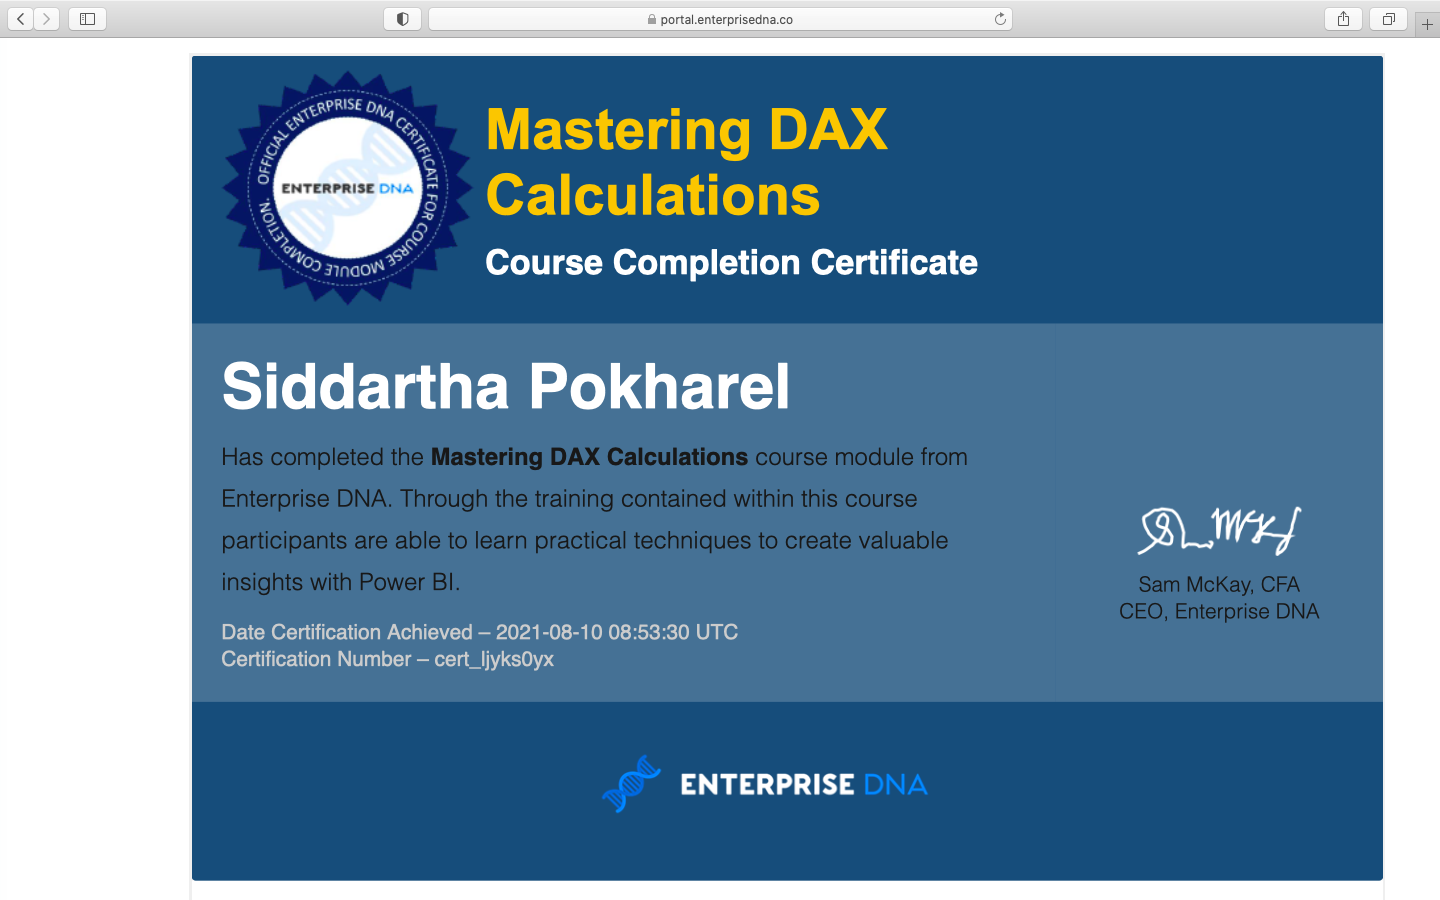 portal.enterprisedna.co
OFFICIAL ENTERPRISE DNA CERTIFICATE FOR COURSE MODULE COMPLETION
ENTERPRISE DNA
Mastering DAX
Calculations
Course Completion Certificate
Siddartha Pokharel
Has completed the Mastering DAX Calculations course module from
Enterprise DNA. Through the training contained within this course
participants are able to learn practical techniques to create valuable
insights with Power BI.
Date Certification Achieved – 2021-08-10 08:53:30 UTC
Certification Number – cert_ljyks0yx
Sam McKay, CFA
CEO, Enterprise DNA
ENTERPRISE DNA